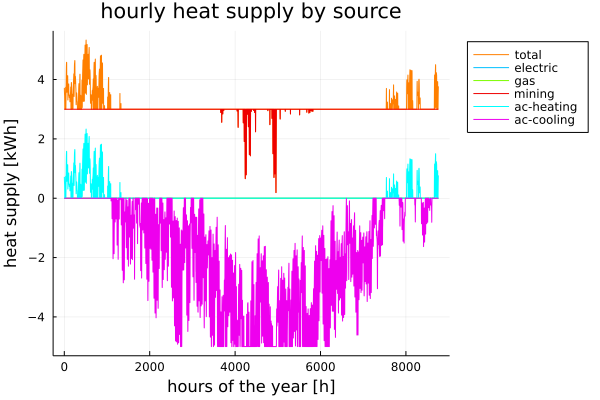 hourly heat supply by source
heat supply [kWh]
4
2
0
−2
−4
0 2000 4000 6000 8000
hours of the year [h]
total
electric
gas
mining
ac-heating
ac-cooling